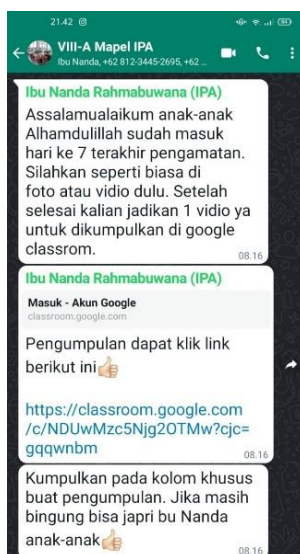 21.42
VIII-A Mapel IPA
Ibu Nanda, +62 812-3445-2695, +62 ...
Ibu Nanda Rahmabuwana (IPA)
Assalamualaikum anak-anak
Alhamdulillah sudah masuk
hari ke 7 terakhir pengamatan.
Silahkan seperti biasa di
foto atau vidio dulu. Setelah
selesai kalian jadikan 1 vidio ya
untuk dikumpulkan di google
classrom.
08.16
Ibu Nanda Rahmabuwana (IPA)
Masuk - Akun Google
classroom.google.com
Pengumpulan dapat klik link
berikut ini👍🏻
https://classroom.google.com
/c/NDUwMzc5Njg2OTMw?cjc=
gqqwnbm
08.16
Kumpulkan pada kolom khusus
buat pengumpulan. Jika masih
bingung bisa japri bu Nanda
anak-anak👍🏻
08.16